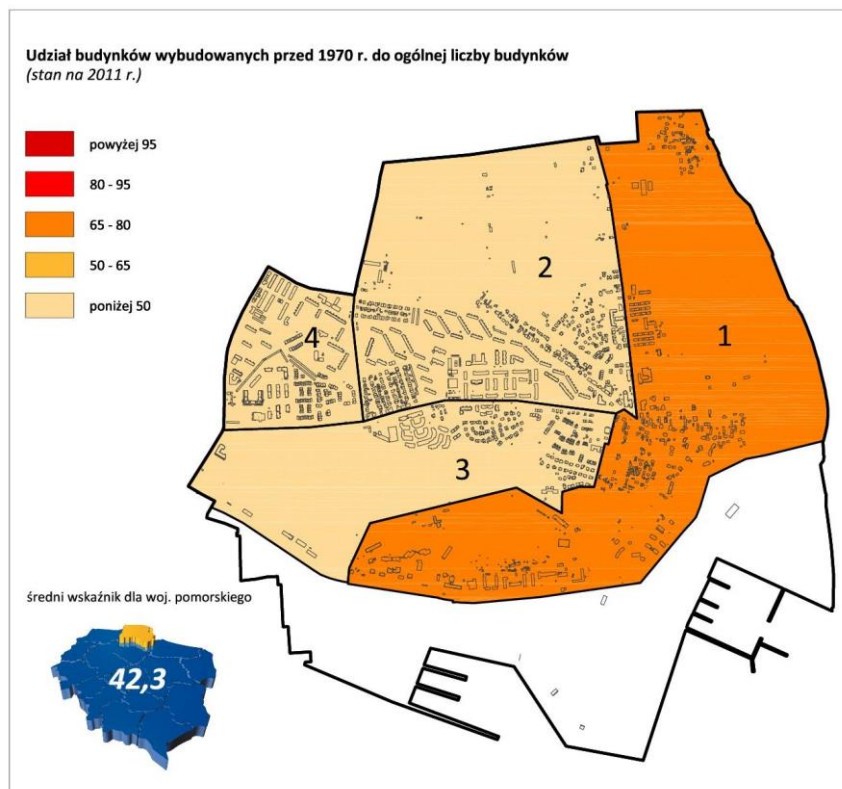 Udział budynków wybudowanych przed 1970 r. do ogólnej liczby budynków
(stan na 2011 r.)
powyżej 95
80 - 95
65 - 80
50 - 65
poniżej 50
2
1
4
3
średni wskaźnik dla woj. pomorskiego
42,3